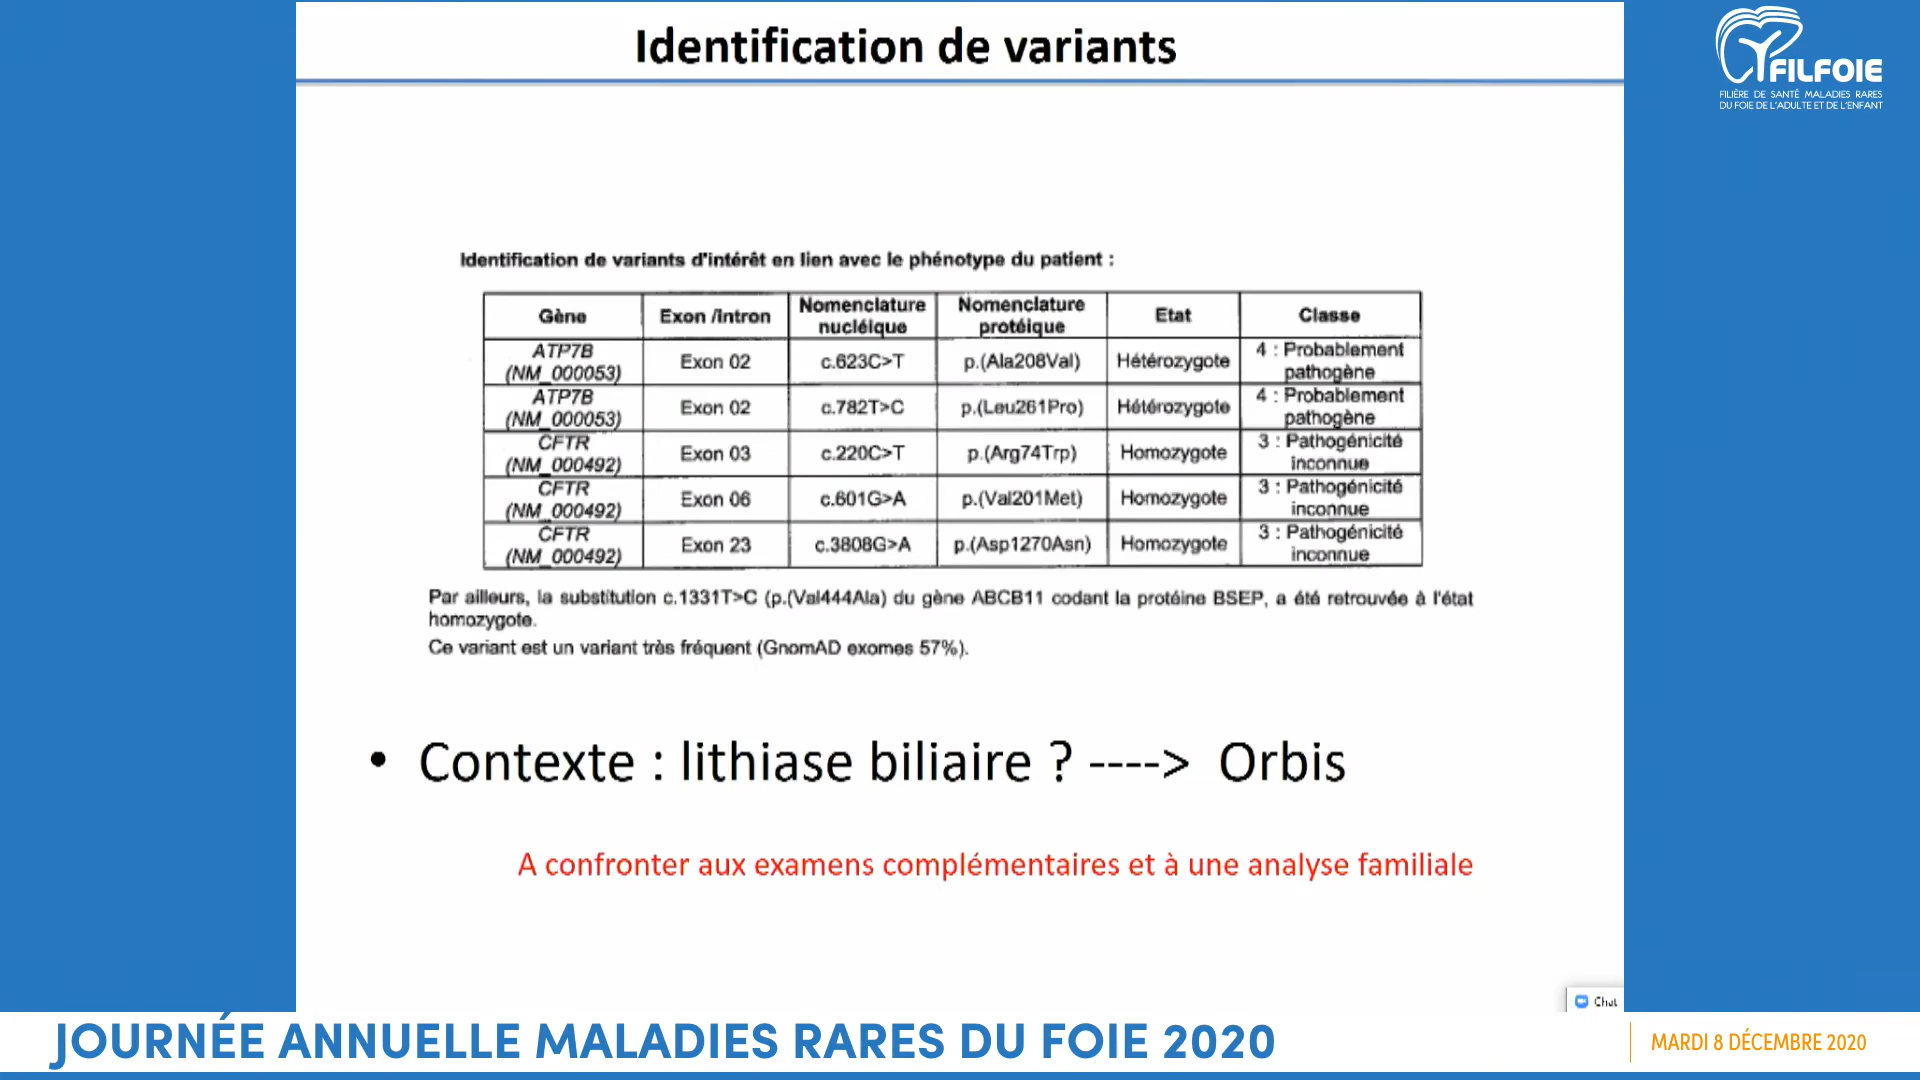 Identification de variants
FILFOIE
FILIÈRE DE SANTÉ MALADIES RARES
DU FOIE DE L'ADULTE ET DE L'ENFANT
Identification de variants d'intérêt en lien avec le phénotype du patient :
Gène Exon /Intron Nomenclature nucléique Nomenclature protéique Etat Classe
ATP7B (NM_000053) Exon 02 c.623C>T p.(Ala208Val) Hétérozygote 4 : Probablement pathogène
ATP7B (NM_000053) Exon 02 c.782T>C p.(Leu261Pro) Hétérozygote 4 : Probablement pathogène
CFTR (NM_000492) Exon 03 c.220C>T p.(Arg74Trp) Homozygote 3 : Pathogénicité inconnue
CFTR (NM_000492) Exon 06 c.601G>A p.(Val201Met) Homozygote 3 : Pathogénicité inconnue
CFTR (NM_000492) Exon 23 c.3808G>A p.(Asp1270Asn) Homozygote 3 : Pathogénicité inconnue
Par ailleurs, la substitution c.1331T>C (p.(Val444Ala) du gène ABCB11 codant la protéine BSEP, a été retrouvée à l'état
homozygote.
Ce variant est un variant très fréquent (GnomAD exomes 57%).
• Contexte : lithiase biliaire ? ----> Orbis
A confronter aux examens complémentaires et à une analyse familiale
Chat
JOURNÉE ANNUELLE MALADIES RARES DU FOIE 2020
MARDI 8 DÉCEMBRE 2020